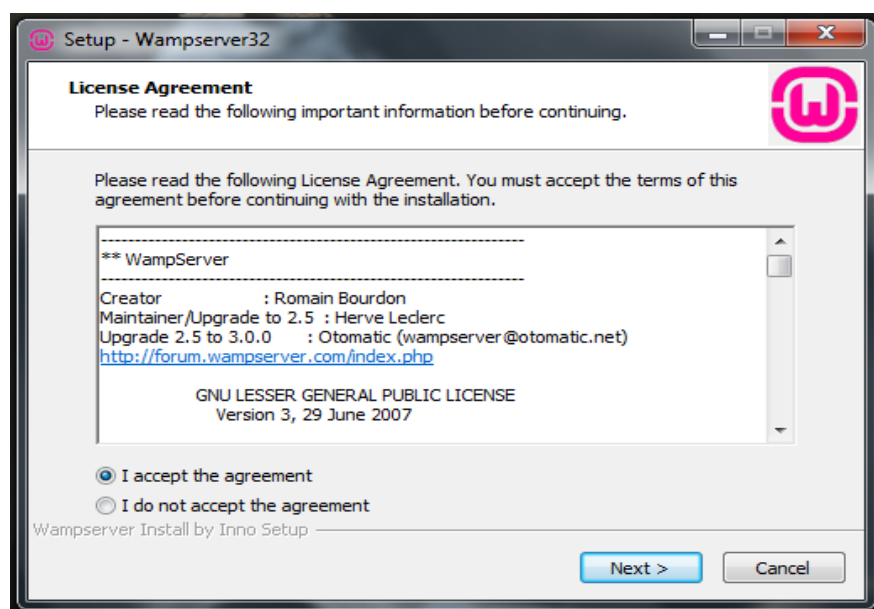 Setup - Wampserver32
License Agreement
Please read the following important information before continuing.
Please read the following License Agreement. You must accept the terms of this
agreement before continuing with the installation.
---------------------------------------------------------------
** WampServer
---------------------------------------------------------------
Creator : Romain Bourdon
Maintainer/Upgrade to 2.5 : Herve Leclerc
Upgrade 2.5 to 3.0.0 : Otomatic (wampserver@otomatic.net)
http://forum.wampserver.com/index.php
GNU LESSER GENERAL PUBLIC LICENSE
Version 3, 29 June 2007
I accept the agreement
I do not accept the agreement
Wampserver Install by Inno Setup
Next >
Cancel